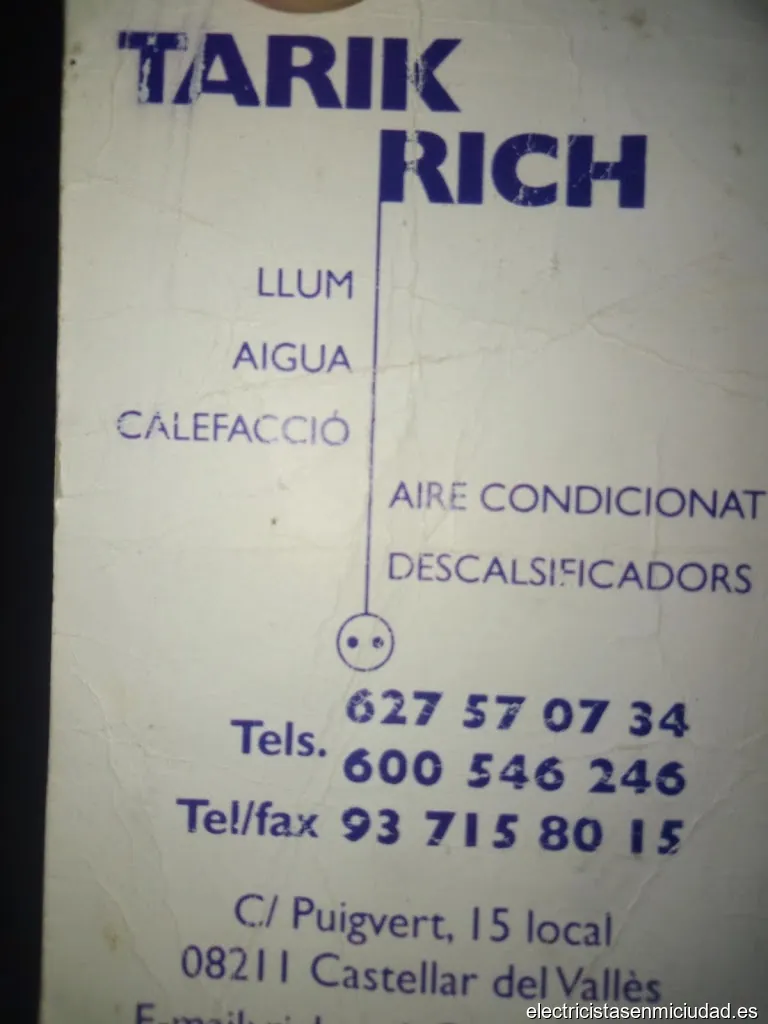 TARIK
RICH
LLUM
AIGUA
CALEFACCIÓ
AIRE CONDICIONAT
DESCALSIFICADORS
Tels. 627 57 07 34
600 546 246
Tel/fax 93 715 80 15
C/ Puigvert, 15 local
08211 Castellar del Vallès
electricistasenmiciudad.es